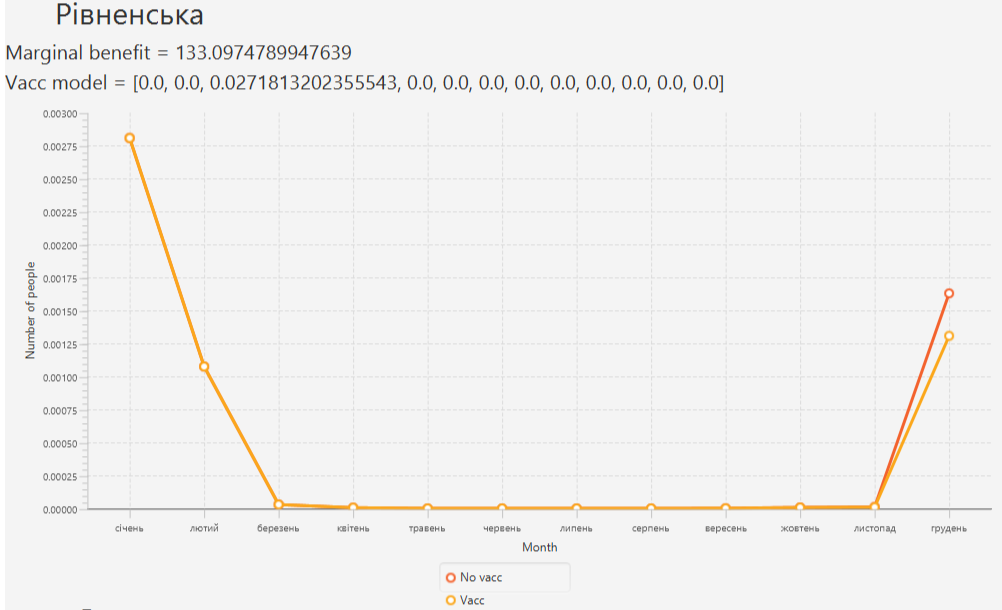 Рівненська
Marginal benefit = 133.0974789947639
Vacc model = [0.0, 0.0, 0.0271813202355543, 0.0, 0.0, 0.0, 0.0, 0.0, 0.0, 0.0, 0.0, 0.0]
0.00300
0.00275
0.00250
0.00225
0.00200
0.00175
0.00150
0.00125
0.00100
0.00075
0.00050
0.00025
0.00000
Number of people
січень лютий березень квітень травень червень липень серпень вересень жовтень листопад грудень
Month
No vacc
Vacc